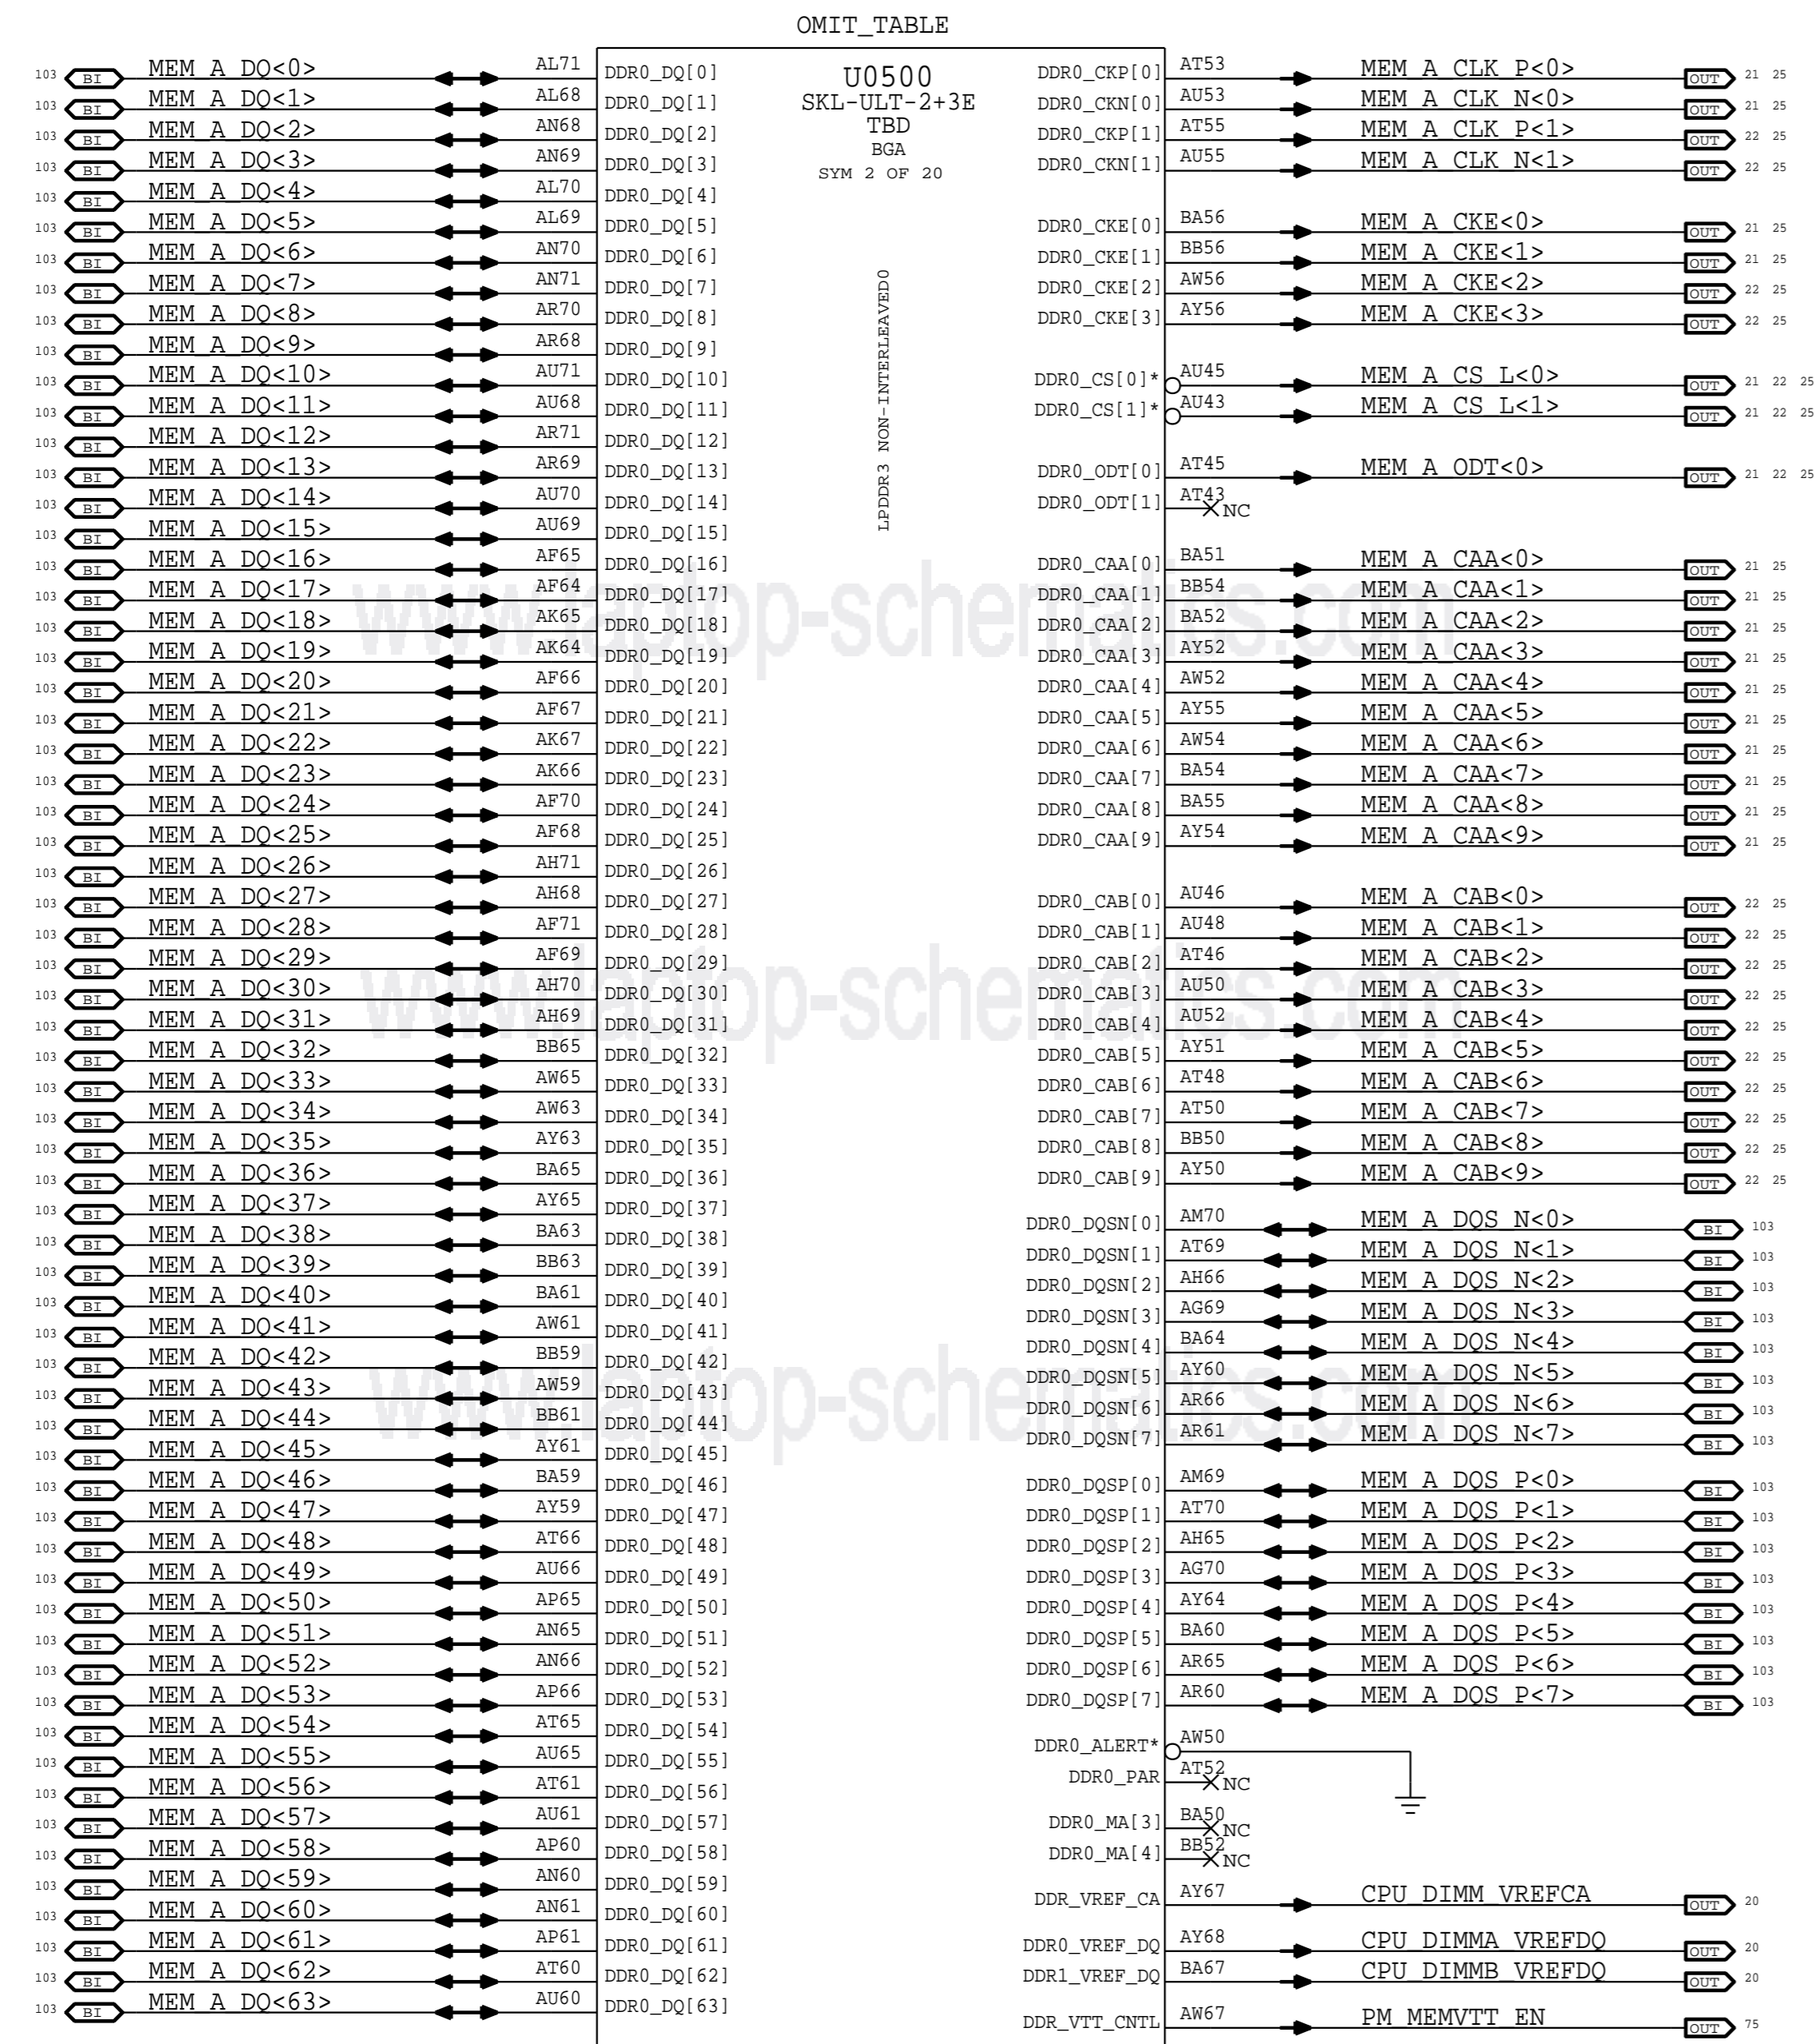 OMIT_TABLE
103 BI MEM_A_DQ<0> AL71 DDR0_DQ[0]
103 BI MEM_A_DQ<1> AL68 DDR0_DQ[1]
103 BI MEM_A_DQ<2> AN68 DDR0_DQ[2]
103 BI MEM_A_DQ<3> AN69 DDR0_DQ[3]
103 BI MEM_A_DQ<4> AL70 DDR0_DQ[4]
103 BI MEM_A_DQ<5> AL69 DDR0_DQ[5]
103 BI MEM_A_DQ<6> AN70 DDR0_DQ[6]
103 BI MEM_A_DQ<7> AN71 DDR0_DQ[7]
103 BI MEM_A_DQ<8> AR70 DDR0_DQ[8]
103 BI MEM_A_DQ<9> AR68 DDR0_DQ[9]
103 BI MEM_A_DQ<10> AU71 DDR0_DQ[10]
103 BI MEM_A_DQ<11> AU68 DDR0_DQ[11]
103 BI MEM_A_DQ<12> AR71 DDR0_DQ[12]
103 BI MEM_A_DQ<13> AR69 DDR0_DQ[13]
103 BI MEM_A_DQ<14> AU70 DDR0_DQ[14]
103 BI MEM_A_DQ<15> AU69 DDR0_DQ[15]
103 BI MEM_A_DQ<16> AF65 DDR0_DQ[16]
103 BI MEM_A_DQ<17> AF64 DDR0_DQ[17]
103 BI MEM_A_DQ<18> AK65 DDR0_DQ[18]
103 BI MEM_A_DQ<19> AK64 DDR0_DQ[19]
103 BI MEM_A_DQ<20> AF66 DDR0_DQ[20]
103 BI MEM_A_DQ<21> AF67 DDR0_DQ[21]
103 BI MEM_A_DQ<22> AK67 DDR0_DQ[22]
103 BI MEM_A_DQ<23> AK66 DDR0_DQ[23]
103 BI MEM_A_DQ<24> AF70 DDR0_DQ[24]
103 BI MEM_A_DQ<25> AF68 DDR0_DQ[25]
103 BI MEM_A_DQ<26> AH71 DDR0_DQ[26]
103 BI MEM_A_DQ<27> AH68 DDR0_DQ[27]
103 BI MEM_A_DQ<28> AF71 DDR0_DQ[28]
103 BI MEM_A_DQ<29> AF69 DDR0_DQ[29]
103 BI MEM_A_DQ<30> AH70 DDR0_DQ[30]
103 BI MEM_A_DQ<31> AH69 DDR0_DQ[31]
103 BI MEM_A_DQ<32> BB65 DDR0_DQ[32]
103 BI MEM_A_DQ<33> AW65 DDR0_DQ[33]
103 BI MEM_A_DQ<34> AW63 DDR0_DQ[34]
103 BI MEM_A_DQ<35> AY63 DDR0_DQ[35]
103 BI MEM_A_DQ<36> BA65 DDR0_DQ[36]
103 BI MEM_A_DQ<37> AY65 DDR0_DQ[37]
103 BI MEM_A_DQ<38> BA63 DDR0_DQ[38]
103 BI MEM_A_DQ<39> BB63 DDR0_DQ[39]
103 BI MEM_A_DQ<40> BA61 DDR0_DQ[40]
103 BI MEM_A_DQ<41> AW61 DDR0_DQ[41]
103 BI MEM_A_DQ<42> BB59 DDR0_DQ[42]
103 BI MEM_A_DQ<43> AW59 DDR0_DQ[43]
103 BI MEM_A_DQ<44> BB61 DDR0_DQ[44]
103 BI MEM_A_DQ<45> AY61 DDR0_DQ[45]
103 BI MEM_A_DQ<46> BA59 DDR0_DQ[46]
103 BI MEM_A_DQ<47> AY59 DDR0_DQ[47]
103 BI MEM_A_DQ<48> AT66 DDR0_DQ[48]
103 BI MEM_A_DQ<49> AU66 DDR0_DQ[49]
103 BI MEM_A_DQ<50> AP65 DDR0_DQ[50]
103 BI MEM_A_DQ<51> AN65 DDR0_DQ[51]
103 BI MEM_A_DQ<52> AN66 DDR0_DQ[52]
103 BI MEM_A_DQ<53> AP66 DDR0_DQ[53]
103 BI MEM_A_DQ<54> AT65 DDR0_DQ[54]
103 BI MEM_A_DQ<55> AU65 DDR0_DQ[55]
103 BI MEM_A_DQ<56> AT61 DDR0_DQ[56]
103 BI MEM_A_DQ<57> AU61 DDR0_DQ[57]
103 BI MEM_A_DQ<58> AP60 DDR0_DQ[58]
103 BI MEM_A_DQ<59> AN60 DDR0_DQ[59]
103 BI MEM_A_DQ<60> AN61 DDR0_DQ[60]
103 BI MEM_A_DQ<61> AP61 DDR0_DQ[61]
103 BI MEM_A_DQ<62> AT60 DDR0_DQ[62]
103 BI MEM_A_DQ<63> AU60 DDR0_DQ[63]
U0500
SKL-ULT-2+3E
TBD
BGA
SYM 2 OF 20
LPDDR3 NON-INTERLEAVED0
DDR0_CKP[0] AT53 MEM_A_CLK_P<0> OUT 21 25
DDR0_CKN[0] AU53 MEM_A_CLK_N<0> OUT 21 25
DDR0_CKP[1] AT55 MEM_A_CLK_P<1> OUT 22 25
DDR0_CKN[1] AU55 MEM_A_CLK_N<1> OUT 22 25
DDR0_CKE[0] BA56 MEM_A_CKE<0> OUT 21 25
DDR0_CKE[1] BB56 MEM_A_CKE<1> OUT 21 25
DDR0_CKE[2] AW56 MEM_A_CKE<2> OUT 22 25
DDR0_CKE[3] AY56 MEM_A_CKE<3> OUT 22 25
DDR0_CS[0]* AU45 MEM_A_CS_L<0> OUT 21 22 25
DDR0_CS[1]* AU43 MEM_A_CS_L<1> OUT 21 22 25
DDR0_ODT[0] AT45 MEM_A_ODT<0> OUT 21 22 25
DDR0_ODT[1] AT43 NC
DDR0_CAA[0] BA51 MEM_A_CAA<0> OUT 21 25
DDR0_CAA[1] BB54 MEM_A_CAA<1> OUT 21 25
DDR0_CAA[2] BA52 MEM_A_CAA<2> OUT 21 25
DDR0_CAA[3] AY52 MEM_A_CAA<3> OUT 21 25
DDR0_CAA[4] AW52 MEM_A_CAA<4> OUT 21 25
DDR0_CAA[5] AY55 MEM_A_CAA<5> OUT 21 25
DDR0_CAA[6] AW54 MEM_A_CAA<6> OUT 21 25
DDR0_CAA[7] BA54 MEM_A_CAA<7> OUT 21 25
DDR0_CAA[8] BA55 MEM_A_CAA<8> OUT 21 25
DDR0_CAA[9] AY54 MEM_A_CAA<9> OUT 21 25
DDR0_CAB[0] AU46 MEM_A_CAB<0> OUT 22 25
DDR0_CAB[1] AU48 MEM_A_CAB<1> OUT 22 25
DDR0_CAB[2] AT46 MEM_A_CAB<2> OUT 22 25
DDR0_CAB[3] AU50 MEM_A_CAB<3> OUT 22 25
DDR0_CAB[4] AU52 MEM_A_CAB<4> OUT 22 25
DDR0_CAB[5] AY51 MEM_A_CAB<5> OUT 22 25
DDR0_CAB[6] AT48 MEM_A_CAB<6> OUT 22 25
DDR0_CAB[7] AT50 MEM_A_CAB<7> OUT 22 25
DDR0_CAB[8] BB50 MEM_A_CAB<8> OUT 22 25
DDR0_CAB[9] AY50 MEM_A_CAB<9> OUT 22 25
DDR0_DQSN[0] AM70 MEM_A_DQS_N<0> BI 103
DDR0_DQSN[1] AT69 MEM_A_DQS_N<1> BI 103
DDR0_DQSN[2] AH66 MEM_A_DQS_N<2> BI 103
DDR0_DQSN[3] AG69 MEM_A_DQS_N<3> BI 103
DDR0_DQSN[4] BA64 MEM_A_DQS_N<4> BI 103
DDR0_DQSN[5] AY60 MEM_A_DQS_N<5> BI 103
DDR0_DQSN[6] AR66 MEM_A_DQS_N<6> BI 103
DDR0_DQSN[7] AR61 MEM_A_DQS_N<7> BI 103
DDR0_DQSP[0] AM69 MEM_A_DQS_P<0> BI 103
DDR0_DQSP[1] AT70 MEM_A_DQS_P<1> BI 103
DDR0_DQSP[2] AH65 MEM_A_DQS_P<2> BI 103
DDR0_DQSP[3] AG70 MEM_A_DQS_P<3> BI 103
DDR0_DQSP[4] AY64 MEM_A_DQS_P<4> BI 103
DDR0_DQSP[5] BA60 MEM_A_DQS_P<5> BI 103
DDR0_DQSP[6] AR65 MEM_A_DQS_P<6> BI 103
DDR0_DQSP[7] AR60 MEM_A_DQS_P<7> BI 103
DDR0_ALERT* AW50
DDR0_PAR AT52 NC
DDR0_MA[3] BA50 NC
DDR0_MA[4] BB52 NC
DDR_VREF_CA AY67 CPU_DIMM_VREFCA OUT 20
DDR0_VREF_DQ AY68 CPU_DIMMA_VREFDQ OUT 20
DDR1_VREF_DQ BA67 CPU_DIMMB_VREFDQ OUT 20
DDR_VTT_CNTL AW67 PM_MEMVTT_EN OUT 75
www.laptop-schematics.com
www.laptop-schematics.com
www.laptop-schematics.com